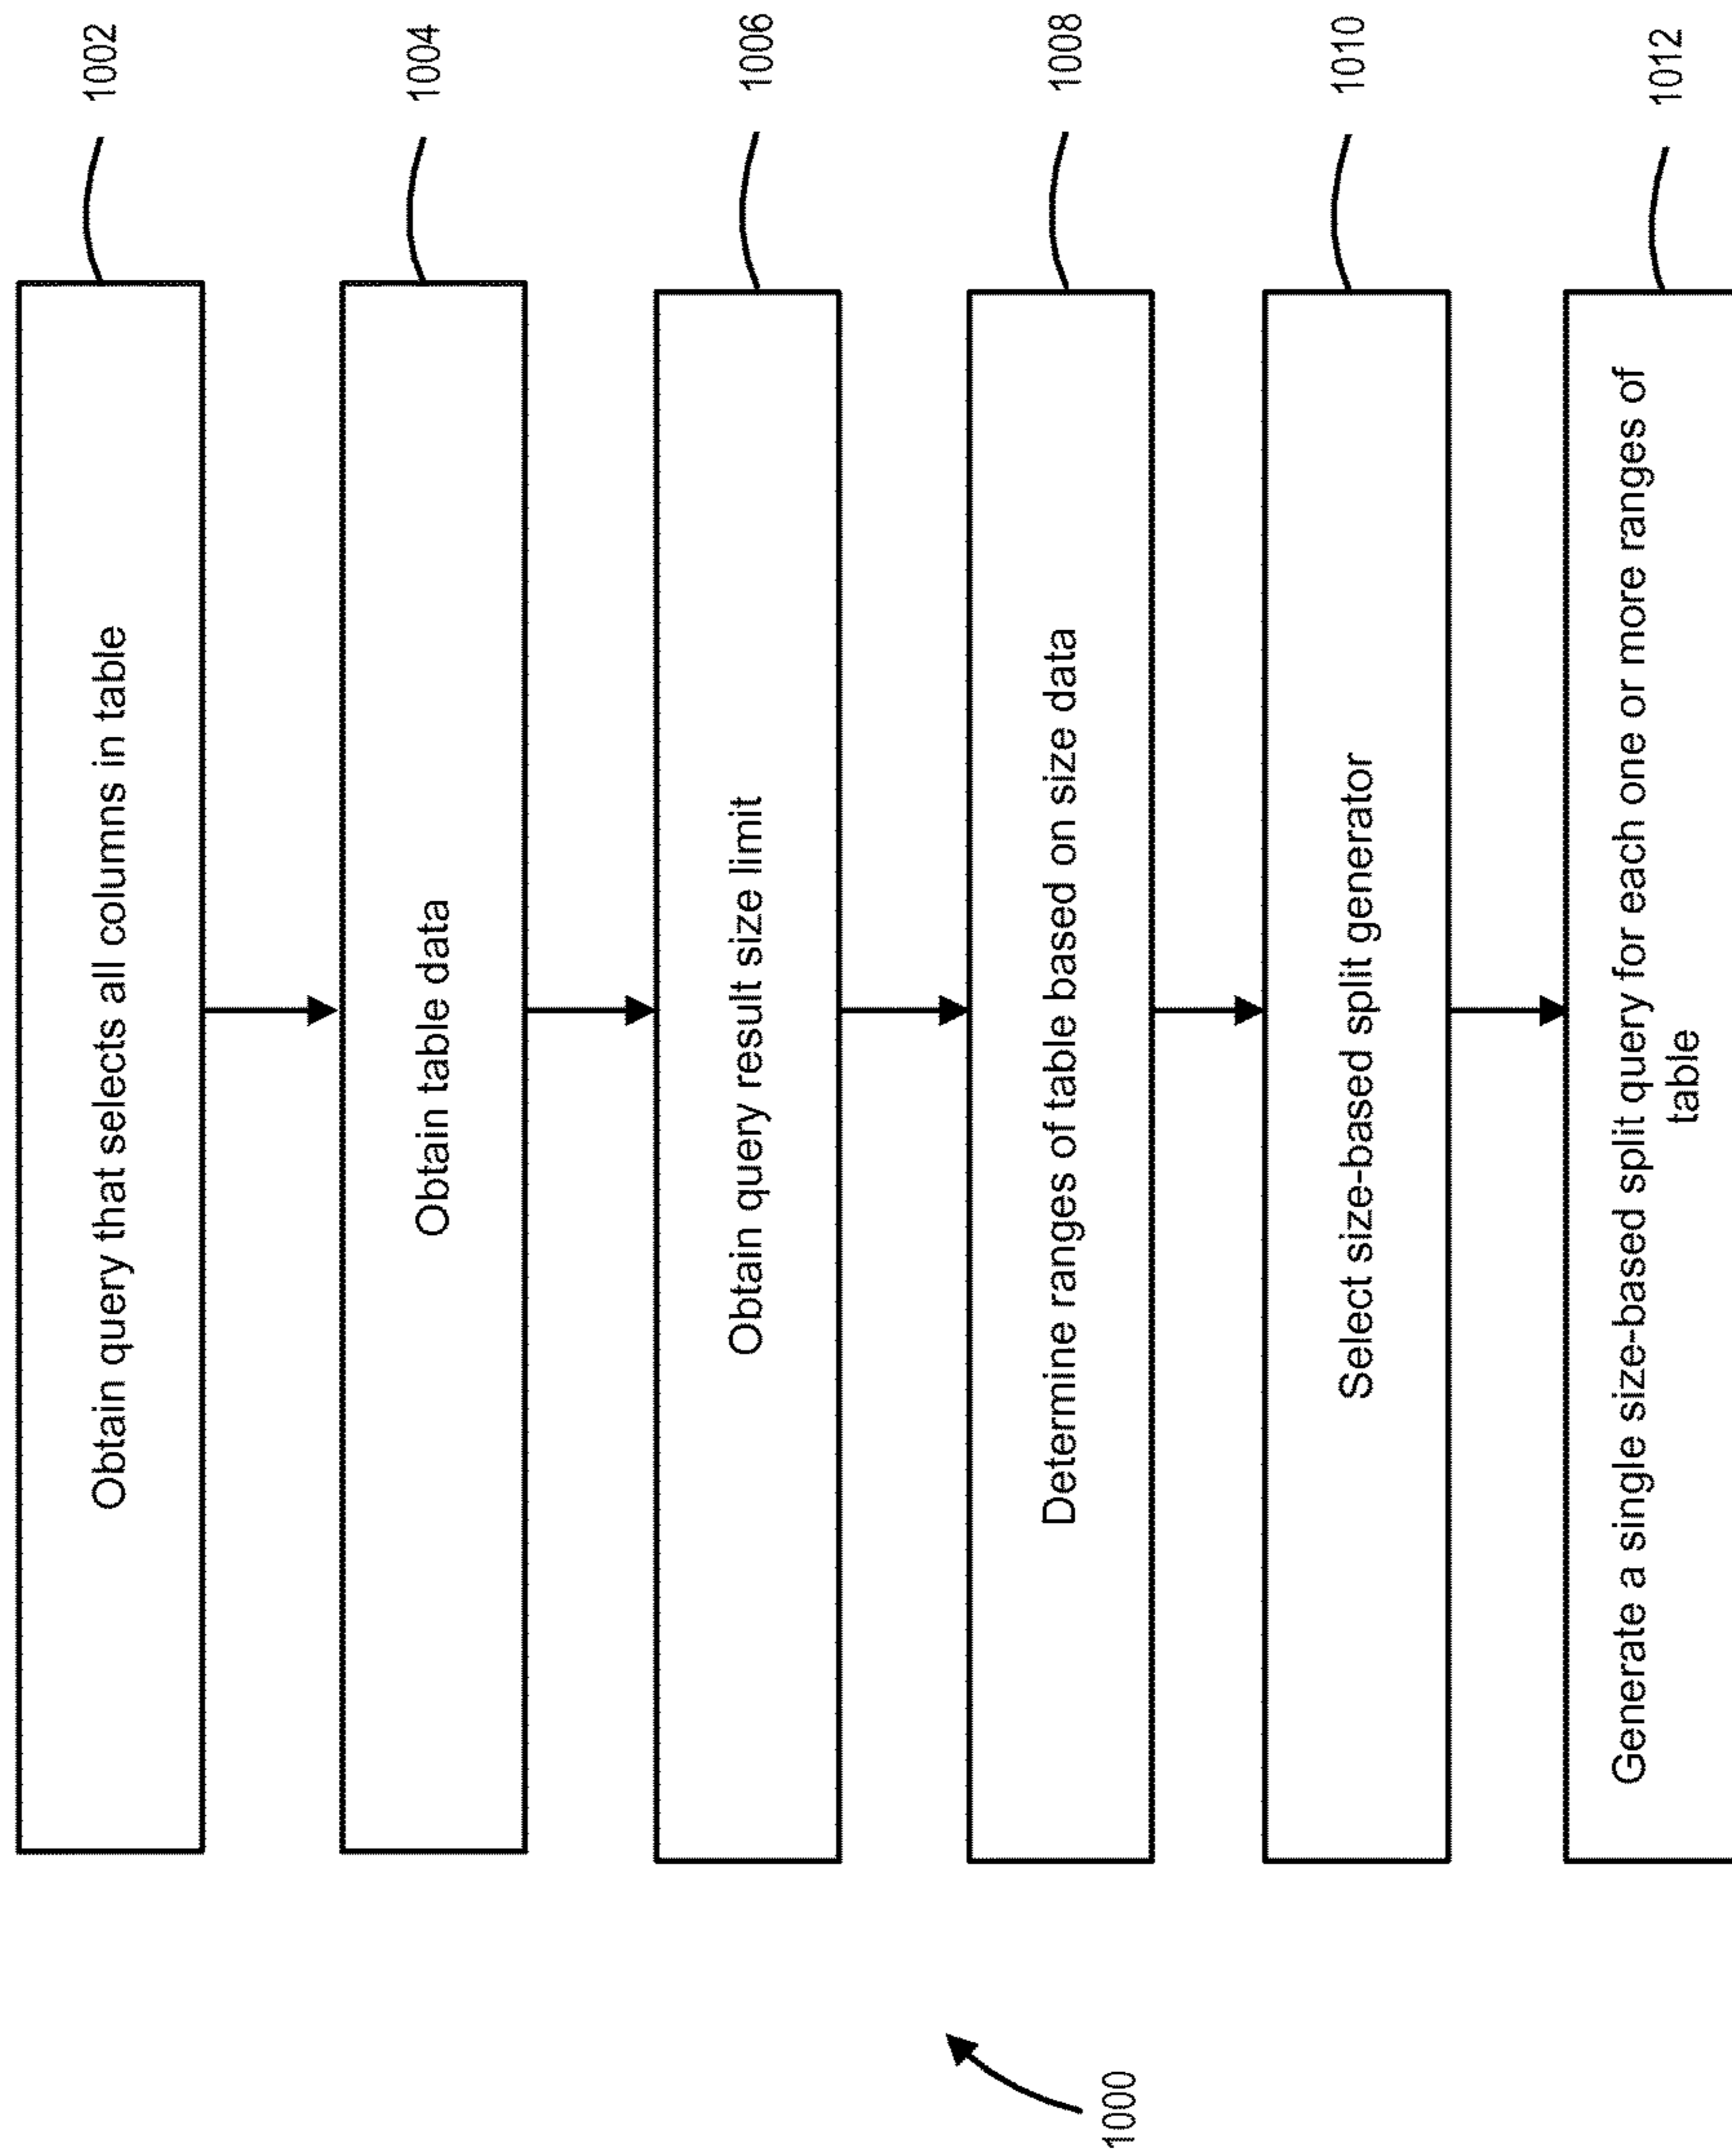 Obtain query that selects all columns in table
1002
Obtain table data
1004
Obtain query result size limit
1006
Determine ranges of table based on size data
1008
Select size-based split generator
1010
Generate a single size-based split query for each one or more ranges of
table
1012
1000